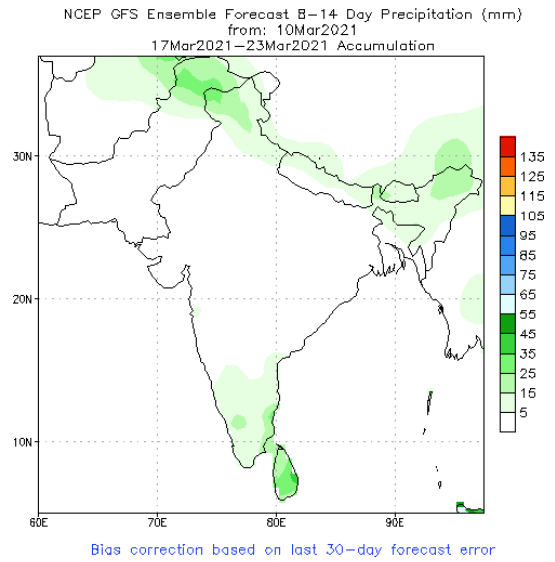 NCEP GFS Ensemble Forecast 8-14 Day Precipitation (mm)
from: 10Mar2021
17Mar2021-23Mar2021 Accumulation
30N
20N
10N
60E
70E
80E
90E
135
125
115
105
95
85
75
65
55
45
35
25
15
5
Bias correction based on last 30-day forecast error